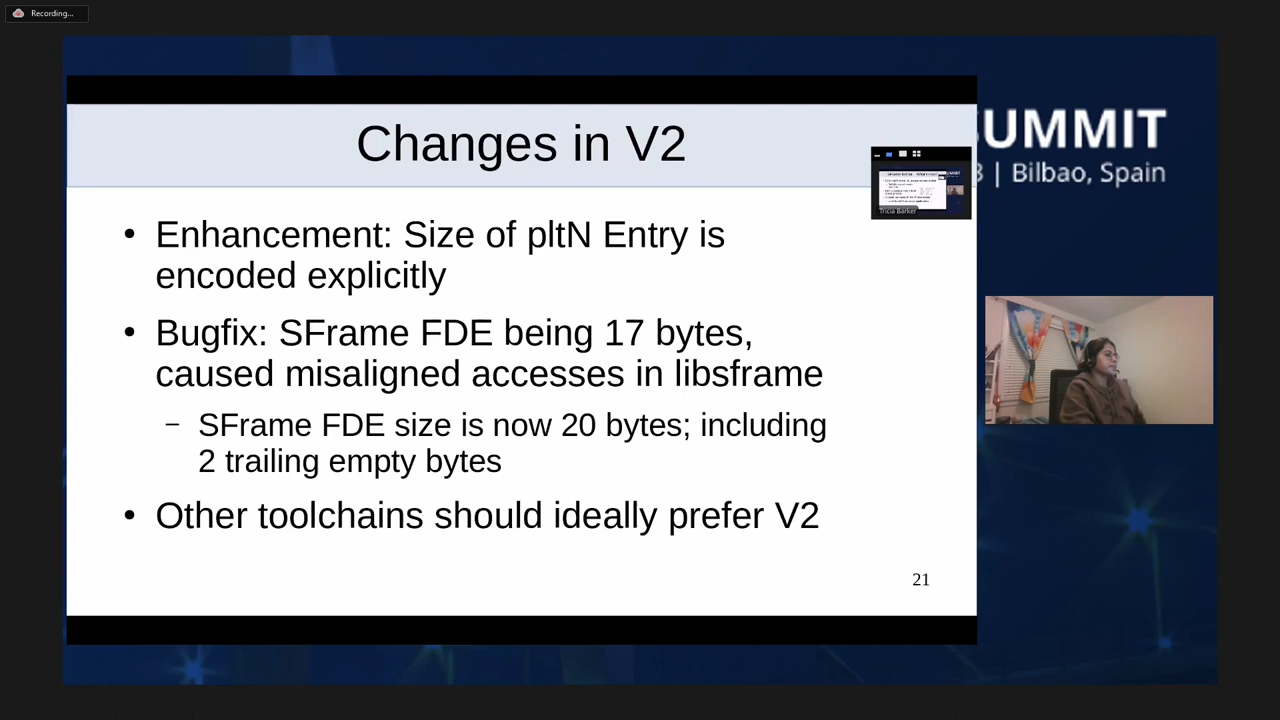 Recording...
Changes in V2
UMMIT
| Bilbao, Spain
Tricia Barker
• Enhancement: Size of pltN Entry is
encoded explicitly
• Bugfix: SFrame FDE being 17 bytes,
caused misaligned accesses in libsframe
– SFrame FDE size is now 20 bytes; including
2 trailing empty bytes
• Other toolchains should ideally prefer V2
21